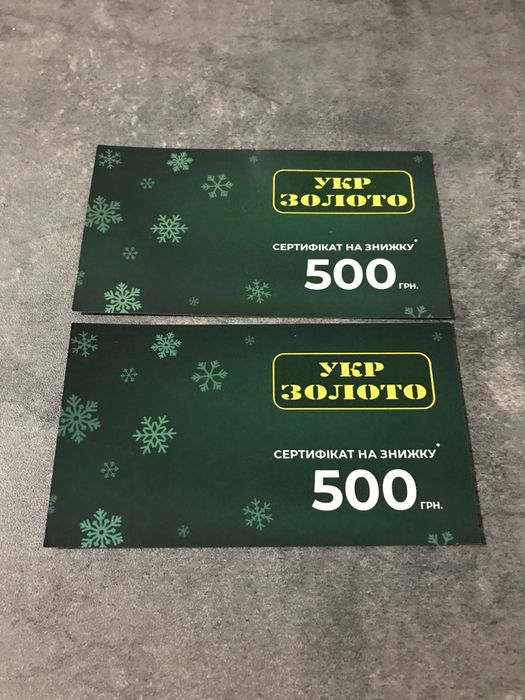 УКР
ЗОЛОТО
СЕРТИФІКАТ НА ЗНИЖКУ*
500 ГРН.
УКР
ЗОЛОТО
СЕРТИФІКАТ НА ЗНИЖКУ*
500 ГРН.